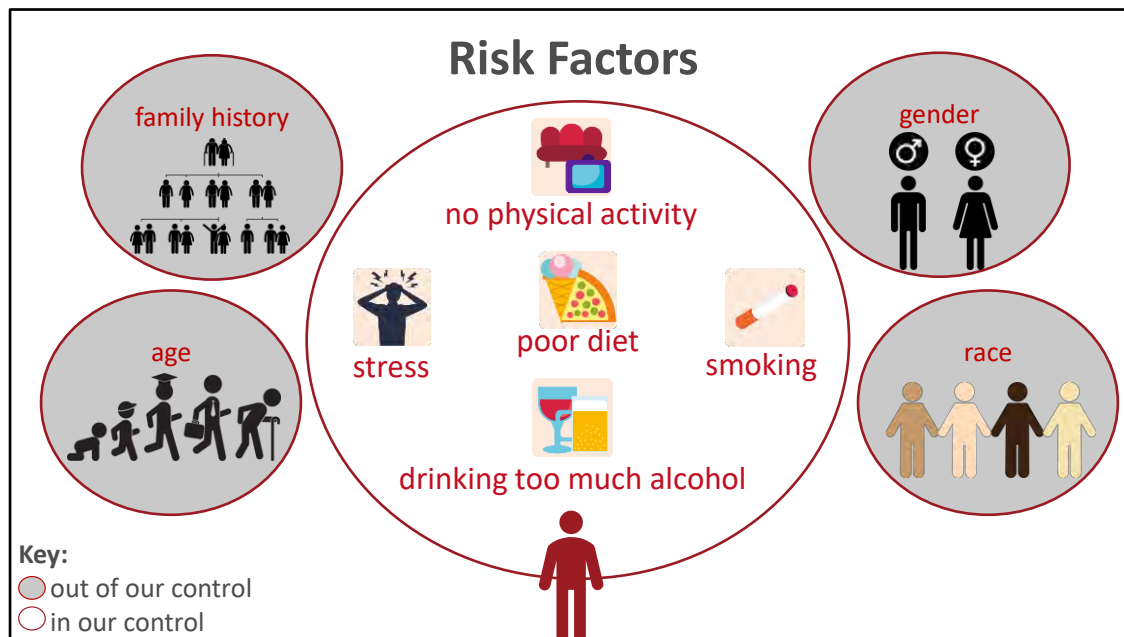 Risk Factors
family history
gender
no physical activity
age
stress
poor diet
smoking
race
drinking too much alcohol
Key:
out of our control
in our control